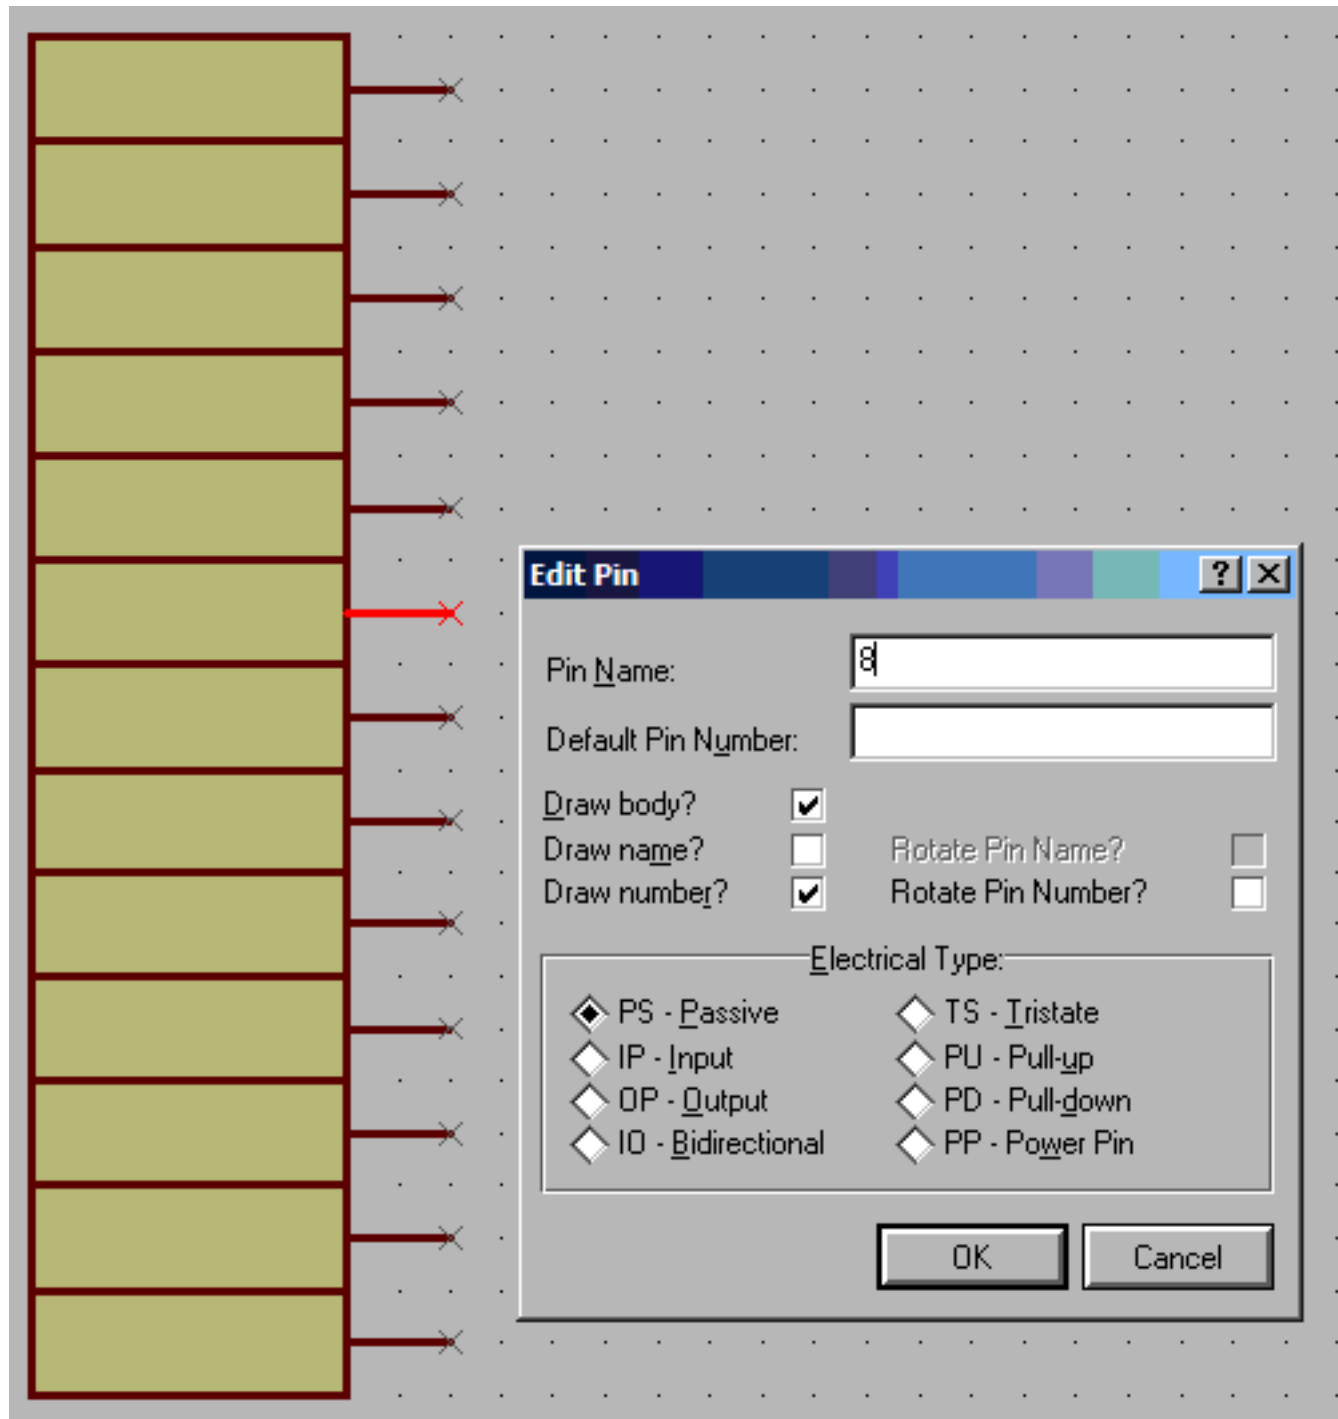 Edit Pin
Pin Name: 8
Default Pin Number:
Draw body?
Draw name? Rotate Pin Name?
Draw number? Rotate Pin Number?
Electrical Type:
PS - Passive TS - Tristate
IP - Input PU - Pull-up
OP - Output PD - Pull-down
IO - Bidirectional PP - Power Pin
OK Cancel